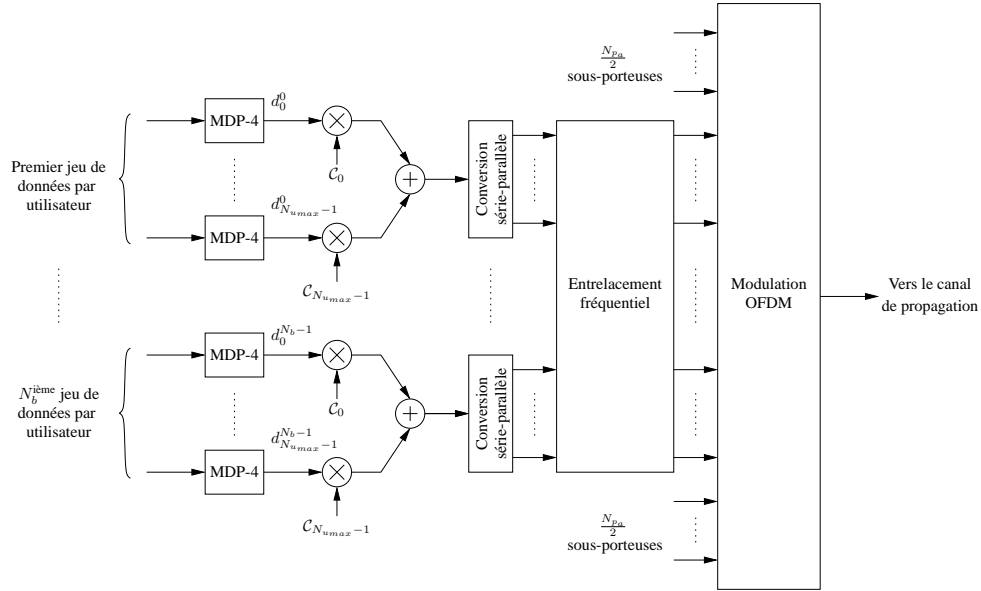 N_{p_a}/2
sous-porteuses
Premier jeu de
données par
utilisateur
MDP-4
d_0^0
×
C_0
MDP-4
d_{N_{u_{max}}-1}^0
×
C_{N_{u_{max}}-1}
+
Conversion
série-parallèle
N_b^{ième} jeu de
données par
utilisateur
MDP-4
d_0^{N_b-1}
×
C_0
MDP-4
d_{N_{u_{max}}-1}^{N_b-1}
×
C_{N_{u_{max}}-1}
+
Conversion
série-parallèle
Entrelacement
fréquentiel
N_{p_a}/2
sous-porteuses
Modulation
OFDM
Vers le canal
de propagation